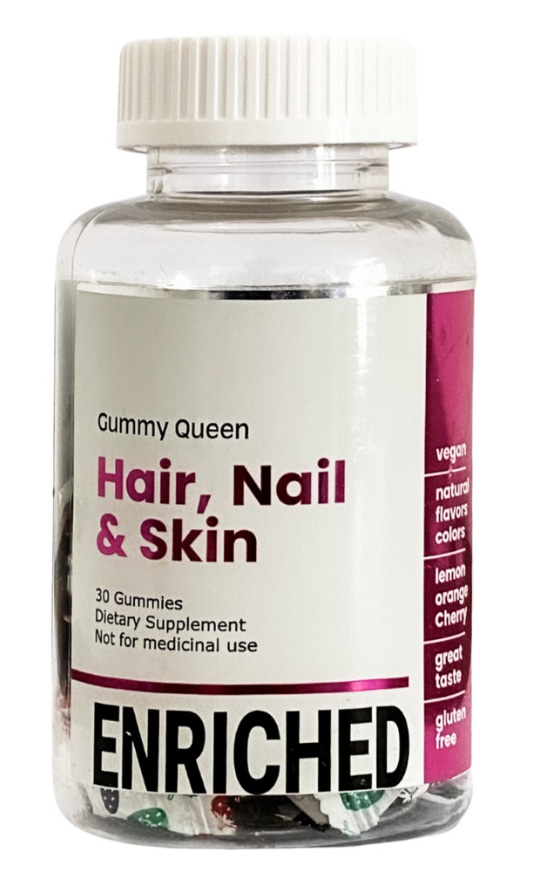 Gummy Queen
Hair, Nail
& Skin
30 Gummies
Dietary Supplement
Not for medicinal use
ENRICHED
vegan
natural
flavors
colors
lemon
orange
Cherry
great
taste
gluten
free